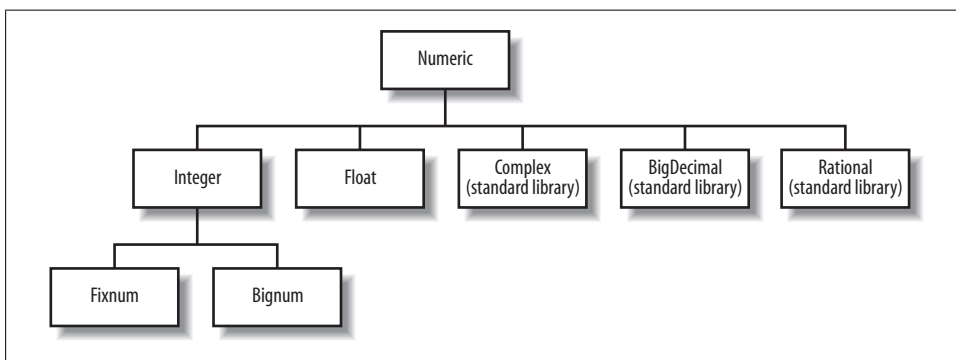 Numeric
Integer
Float
Complex
(standard library)
BigDecimal
(standard library)
Rational
(standard library)
Fixnum
Bignum